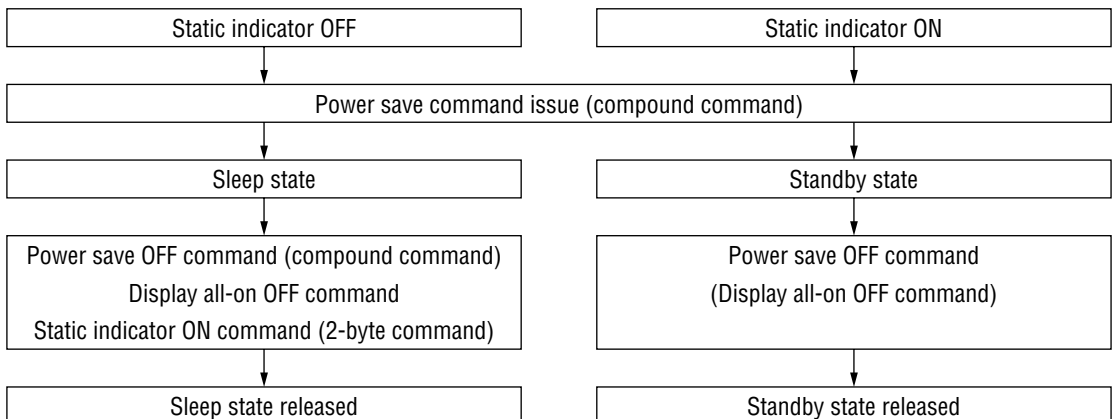 Static indicator OFF
Static indicator ON
Power save command issue (compound command)
Sleep state
Standby state
Power save OFF command (compound command)
Display all-on OFF command
Static indicator ON command (2-byte command)
Power save OFF command
(Display all-on OFF command)
Sleep state released
Standby state released